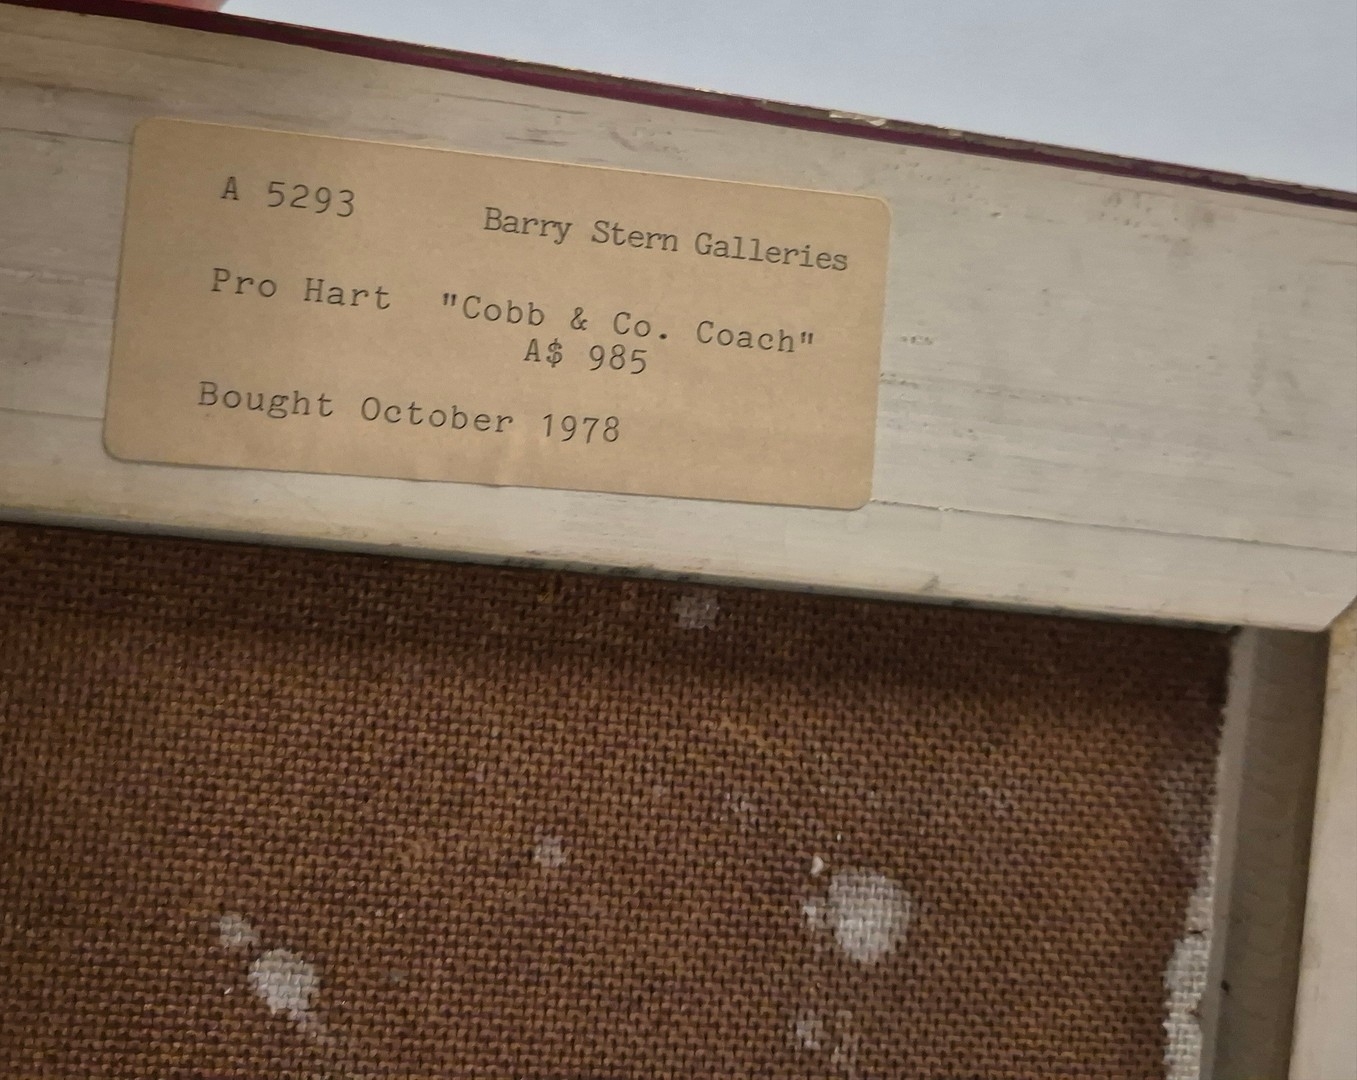 A 5293 Barry Stern Galleries
Pro Hart "Cobb & Co. Coach"
A$ 985
Bought October 1978